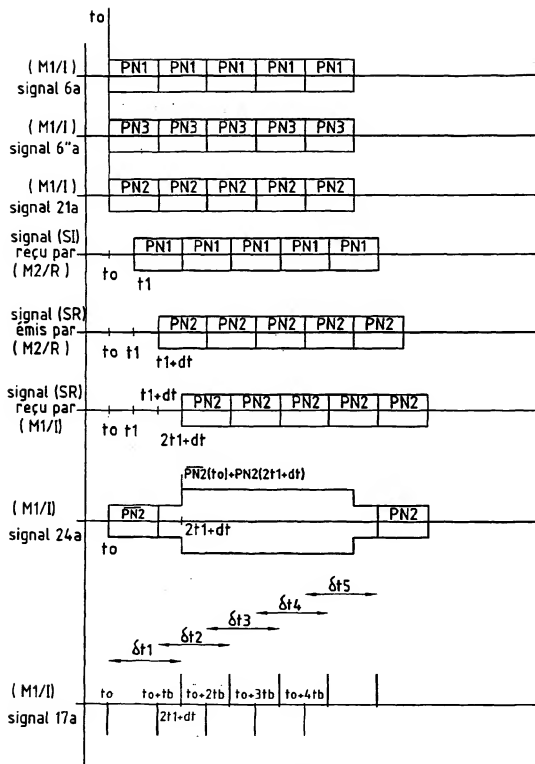 to
(M1/I)
signal 6a
PN1 PN1 PN1 PN1 PN1
(M1/I)
signal 6"a
PN3 PN3 PN3 PN3 PN3
(M1/I)
signal 21a
PN2 PN2 PN2 PN2 PN2
signal (SI)
reçu par
(M2/R)
PN1 PN1 PN1 PN1 PN1
to
t1
signal (SR)
émis par
(M2/R)
PN2 PN2 PN2 PN2 PN2
to t1
t1+dt
signal (SR)
reçu par
(M1/I)
t1+dt
PN2 PN2 PN2 PN2 PN2
to t1
2t1+dt
P̅N̅2̅(to)+PN2(2t1+dt)
(M1/I)
signal 24a
P̅N̅2̅
PN2
to
2t1+dt
δt5
δt4
δt3
δt2
δt1
(M1/I)
signal 17a
to to+tb to+2tb to+3tb to+4tb
2t1+dt